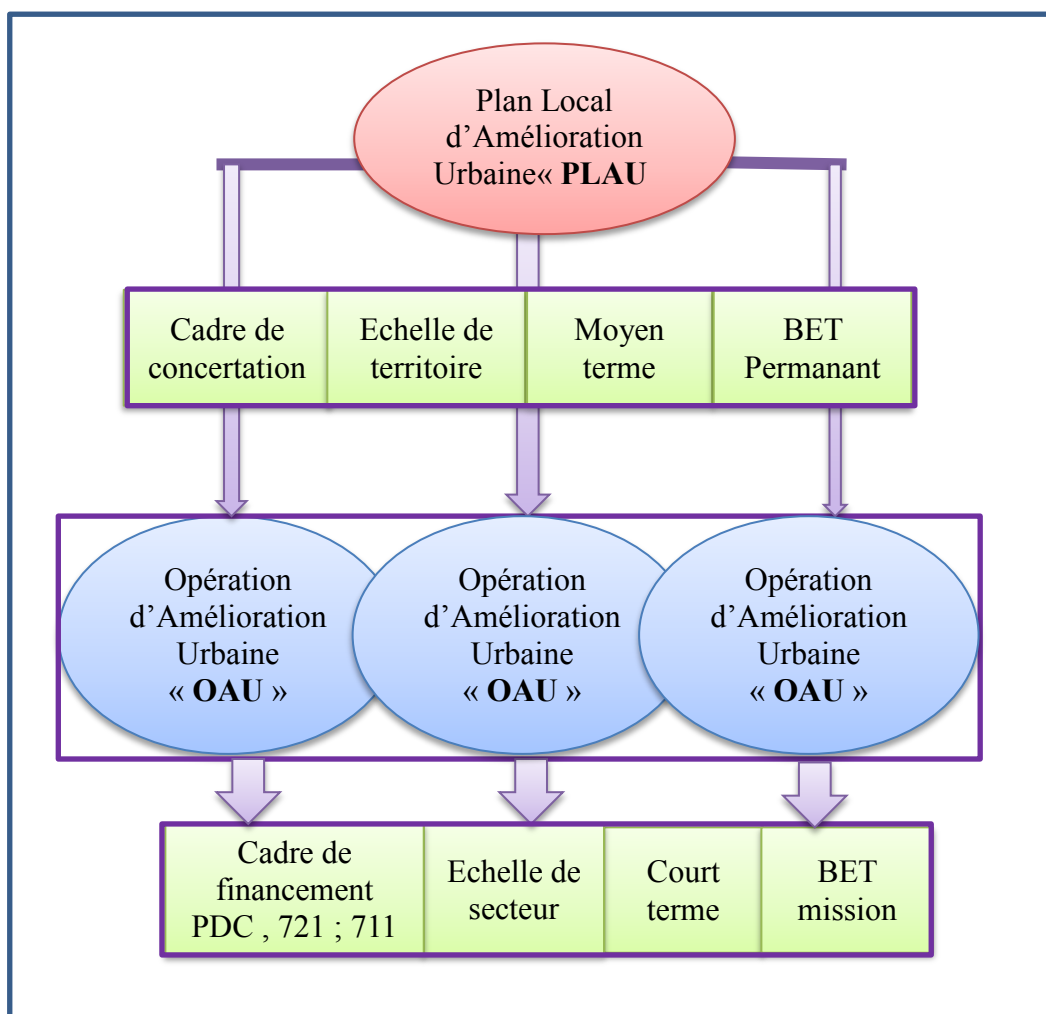 Plan Local
d’Amélioration
Urbaine« PLAU
Cadre de
concertation
Echelle de
territoire
Moyen
terme
BET
Permanant
Opération
d’Amélioration
Urbaine
« OAU »
Opération
d’Amélioration
Urbaine
« OAU »
Opération
d’Amélioration
Urbaine
« OAU »
Cadre de
financement
PDC , 721 ; 711
Echelle de
secteur
Court
terme
BET
mission